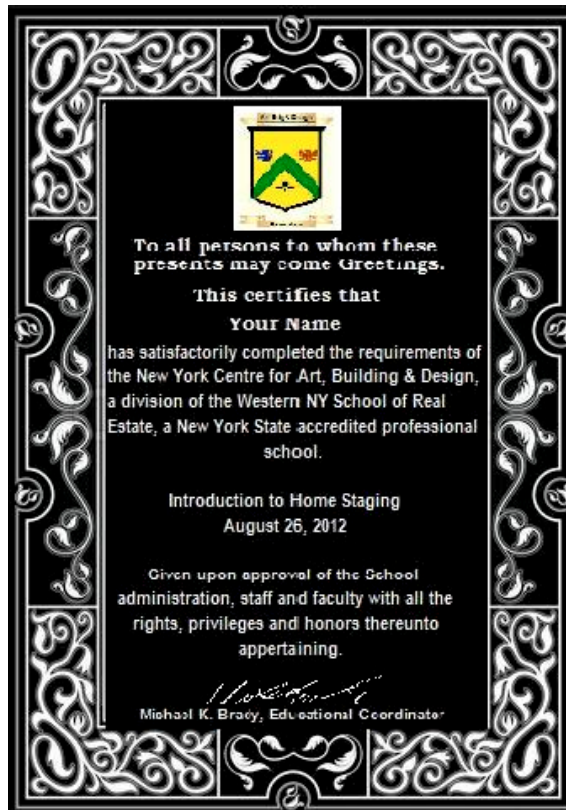 To all persons to whom these
presents may come Greetings.
This certifies that
Your Name
has satisfactorily completed the requirements of
the New York Centre for Art, Building & Design,
a division of the Western NY School of Real
Estate, a New York State accredited professional
school.
Introduction to Home Staging
August 26, 2012
Given upon approval of the School
administration, staff and faculty with all the
rights, privileges and honors thereunto
appertaining.
Michael K. Brady, Educational Coordinator